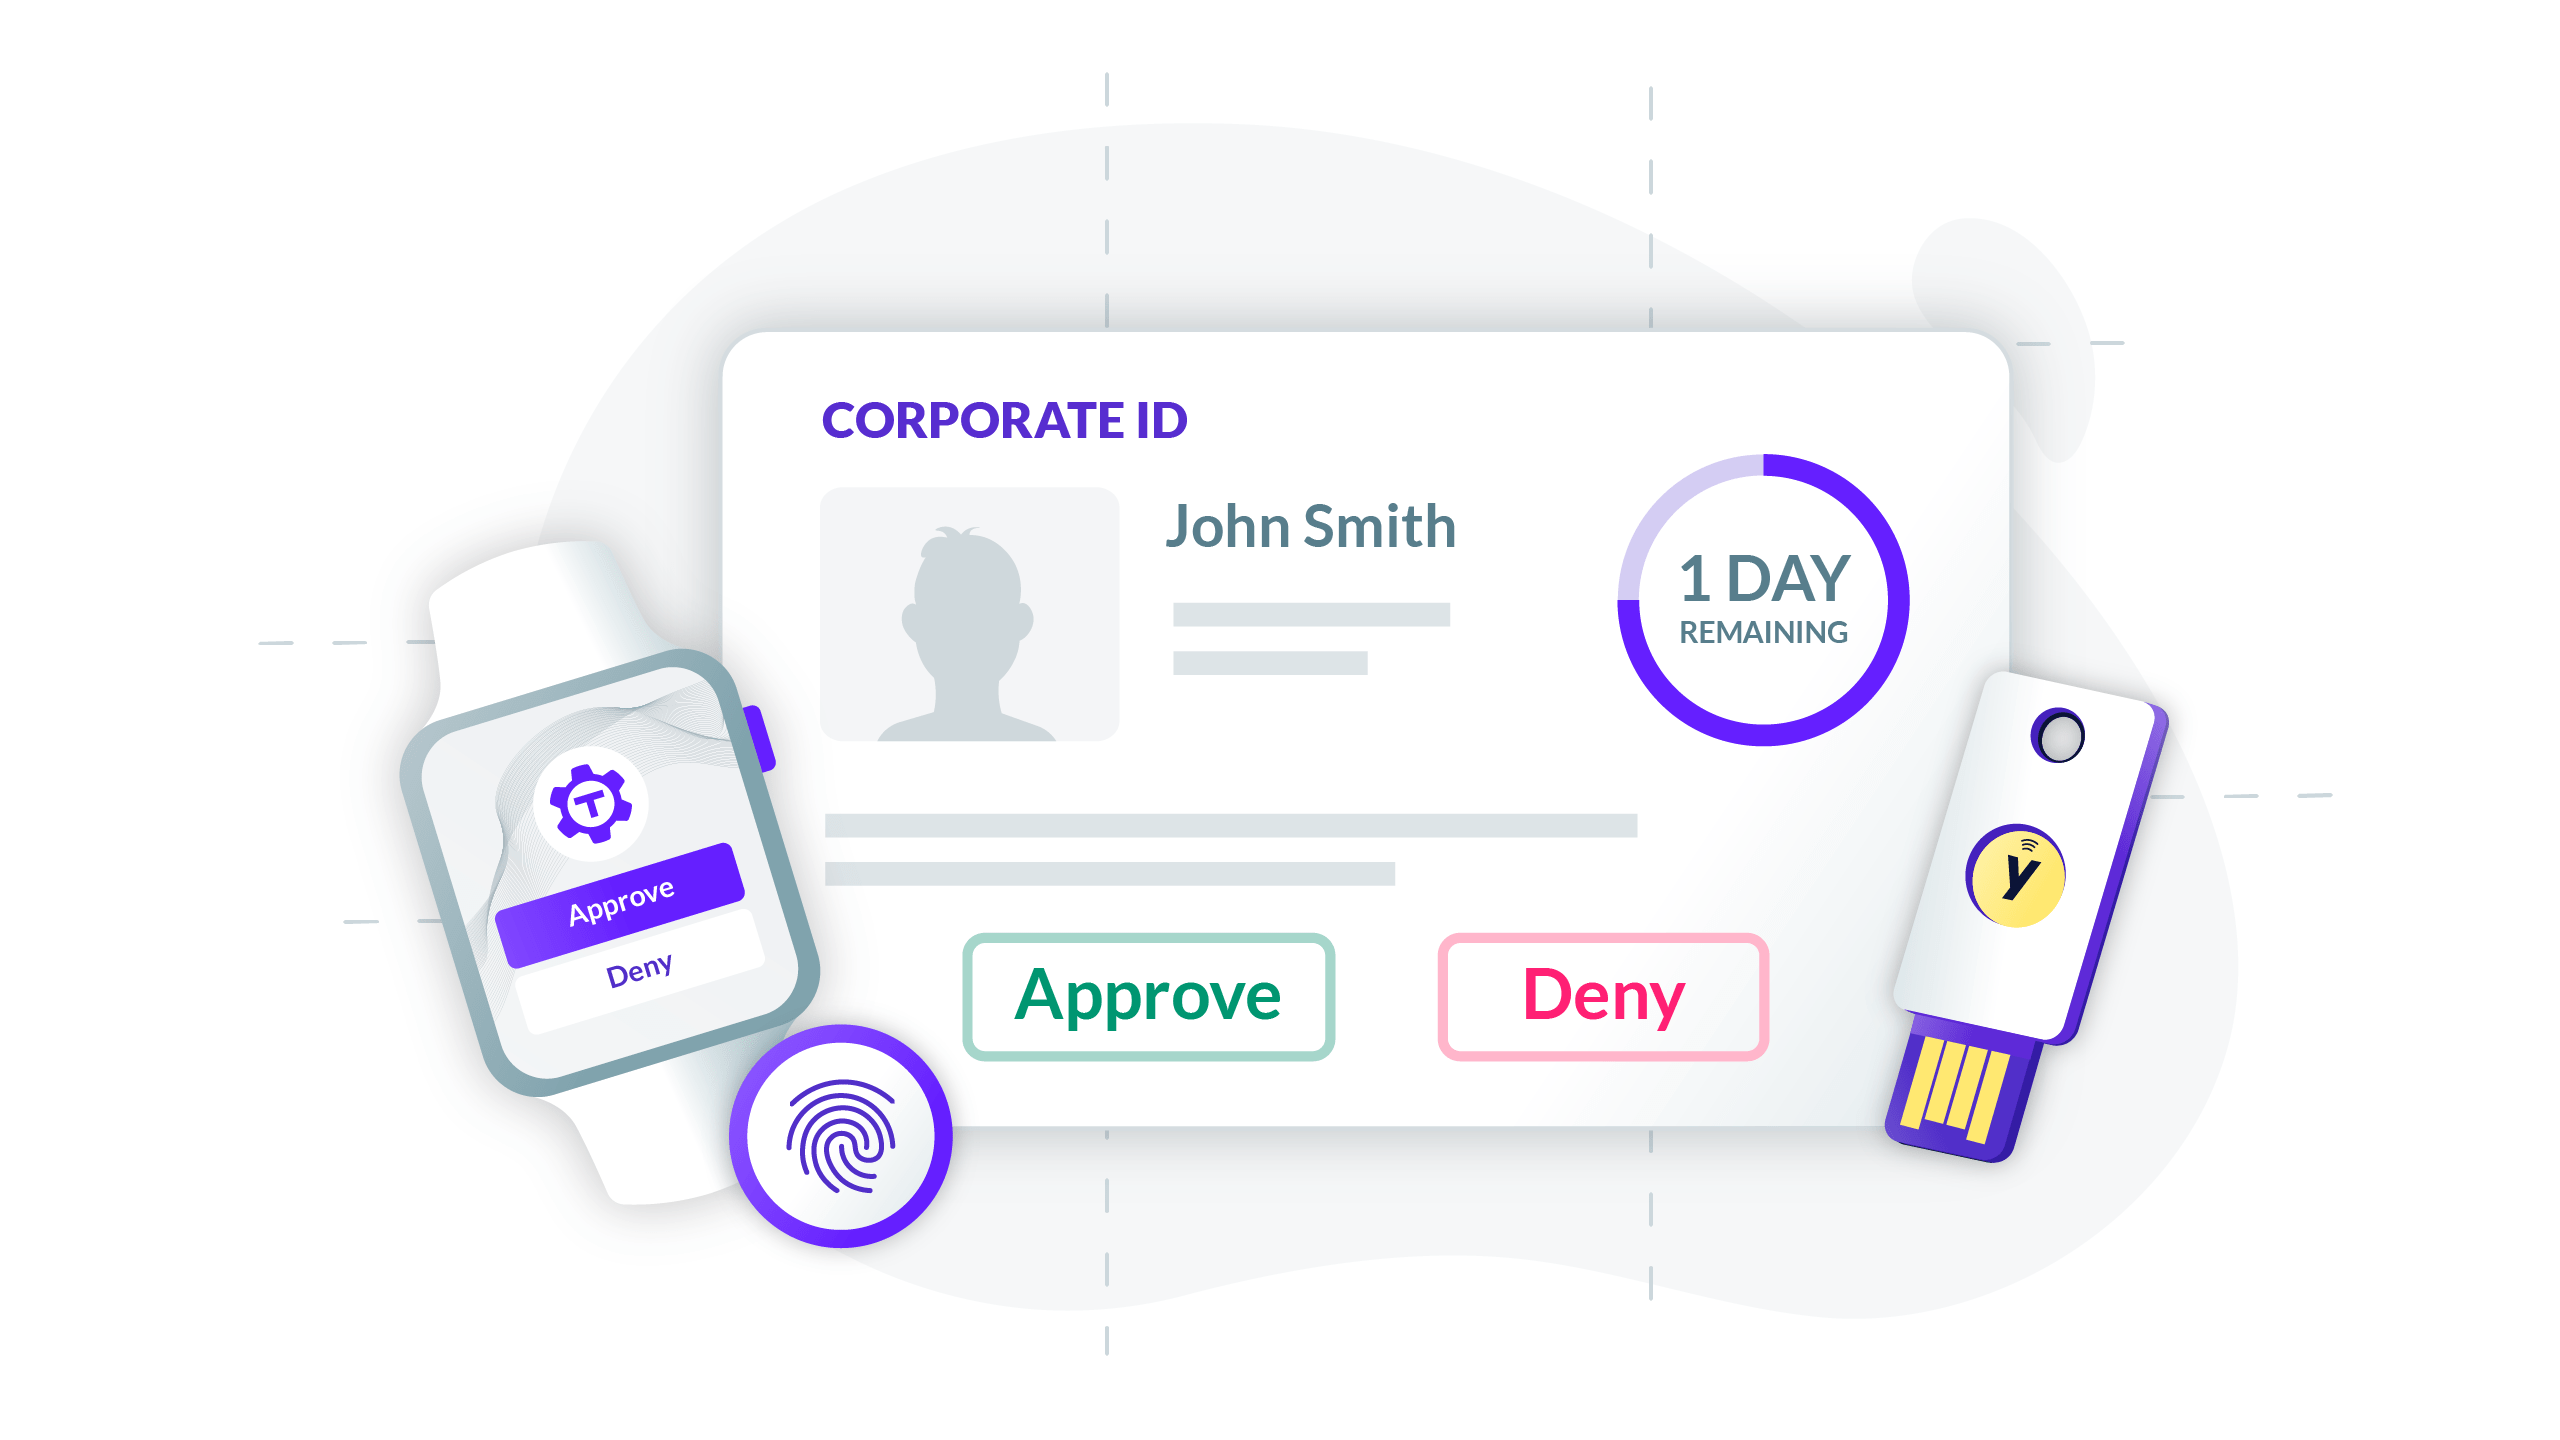 CORPORATE ID
John Smith
1 DAY
REMAINING
T
Approve
Deny
y
Approve
Deny